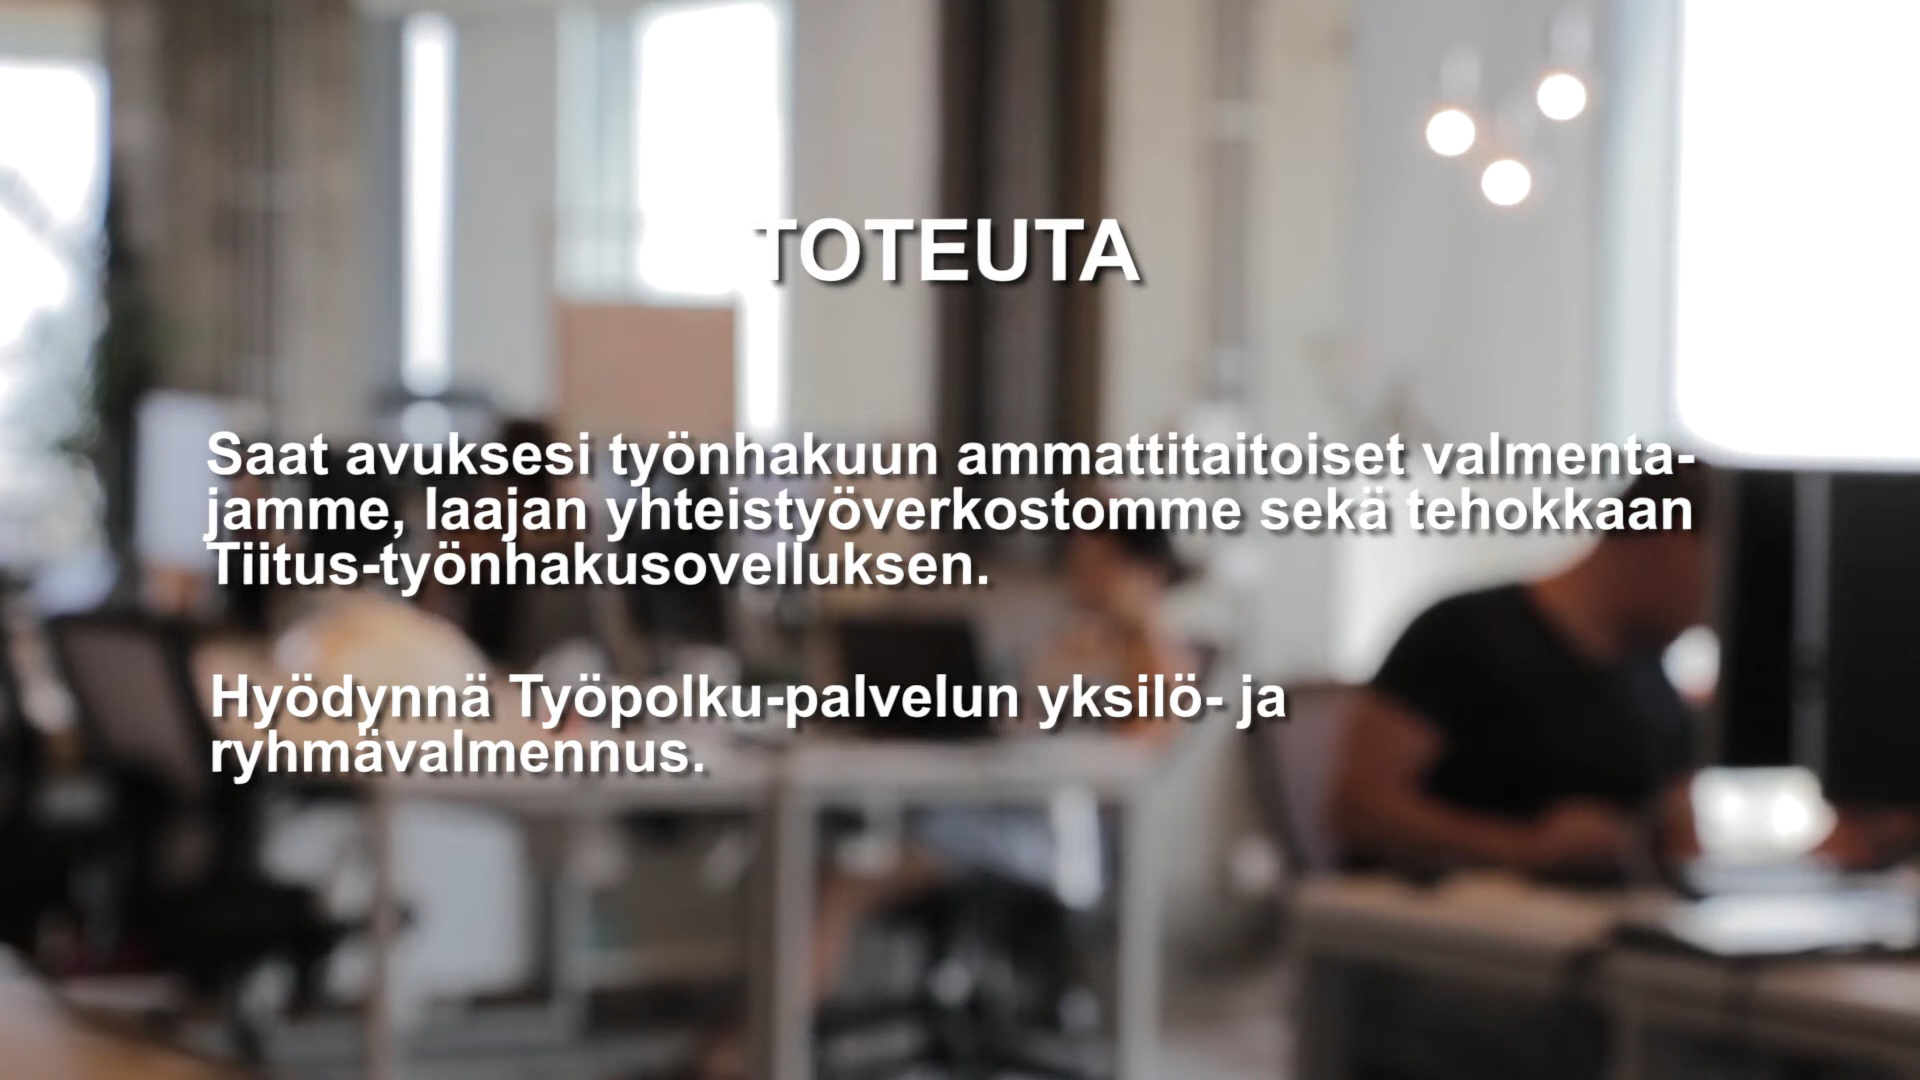 TOTEUTA
Saat avuksesi työnhakuun ammattitaitoiset valmenta-
jamme, laajan yhteistyöverkostomme sekä tehokkaan
Tiitus-työnhakusovelluksen.
Hyödynnä Työpolku-palvelun yksilö- ja
ryhmävalmennus.